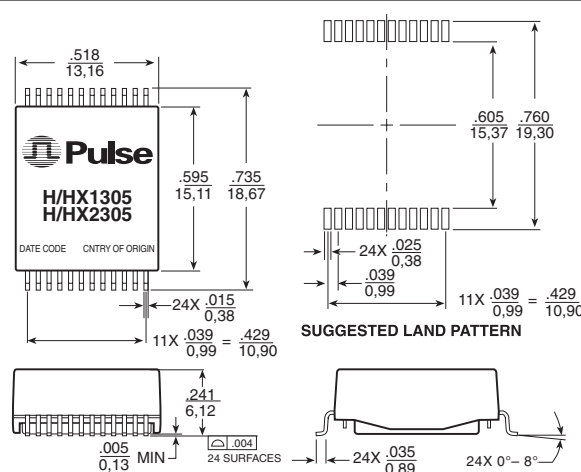 .518
13,16
Pulse
H/HX1305
H/HX2305
DATE CODE CNTRY OF ORIGIN
.595
15,11
.735
18,67
24X .015
0,38
11X .039 = .429
0,99 10,90
.605
15,37
.760
19,30
24X .025
0,38
.039
0,99
11X .039 = .429
0,99 10,90
SUGGESTED LAND PATTERN
.241
6,12
.005
0,13 MIN
.004
24 SURFACES
24X .035
0,89
24X 0°– 8°